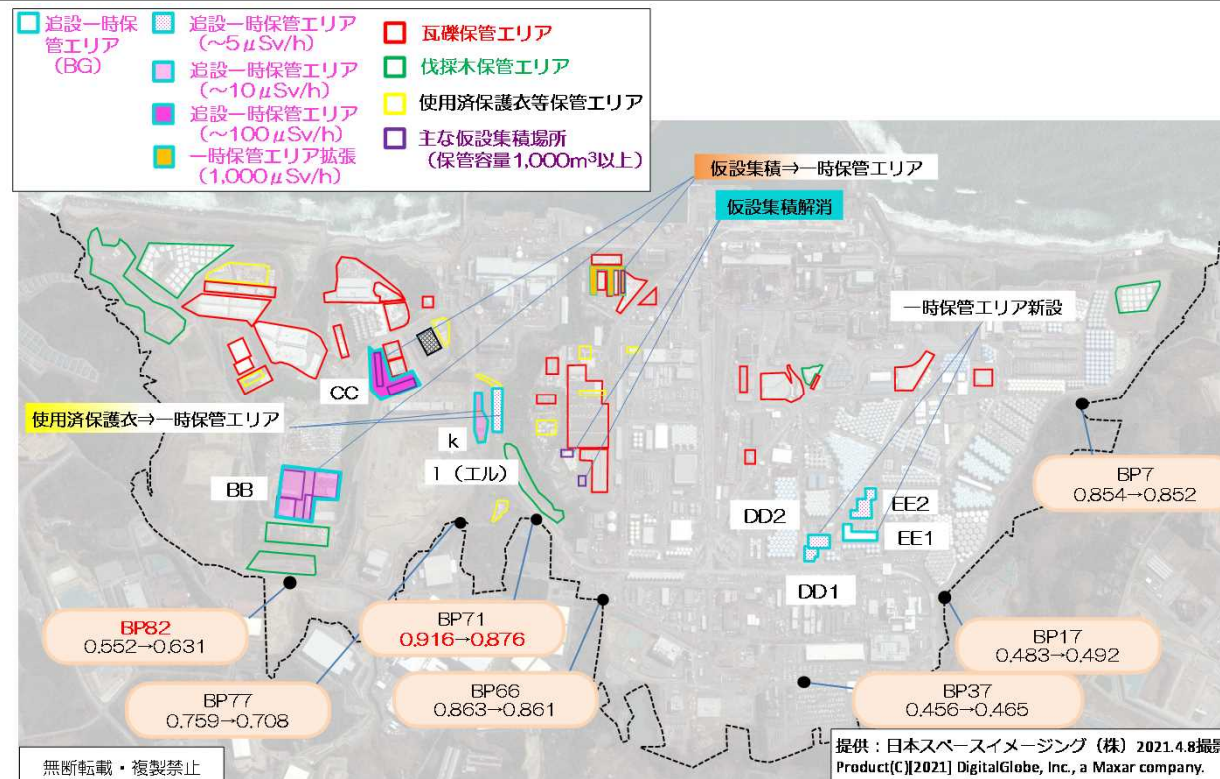 追設一時保
管エリア
(BG)
追設一時保管エリア
(~5μSv/h)
追設一時保管エリア
(~10μSv/h)
追設一時保管エリア
(~100μSv/h)
一時保管エリア拡張
(1,000μSv/h)
瓦礫保管エリア
伐採木保管エリア
使用済保護衣等保管エリア
主な仮設集積場所
(保管容量1,000m³以上)
仮設集積⇒一時保管エリア
仮設集積解消
一時保管エリア新設
使用済保護衣⇒一時保管エリア
CC
k
l (エル)
BB
DD2
EE2
EE1
DD1
BP7
0.854→0.852
BP82
0.552→0.631
BP71
0.916→0.876
BP17
0.483→0.492
BP77
0.759→0.708
BP66
0.863→0.861
BP37
0.456→0.465
無断転載・複製禁止
提供:日本スペースイメージング(株)2021.4.8撮影
Product(C)[2021] DigitalGlobe, Inc., a Maxar company.